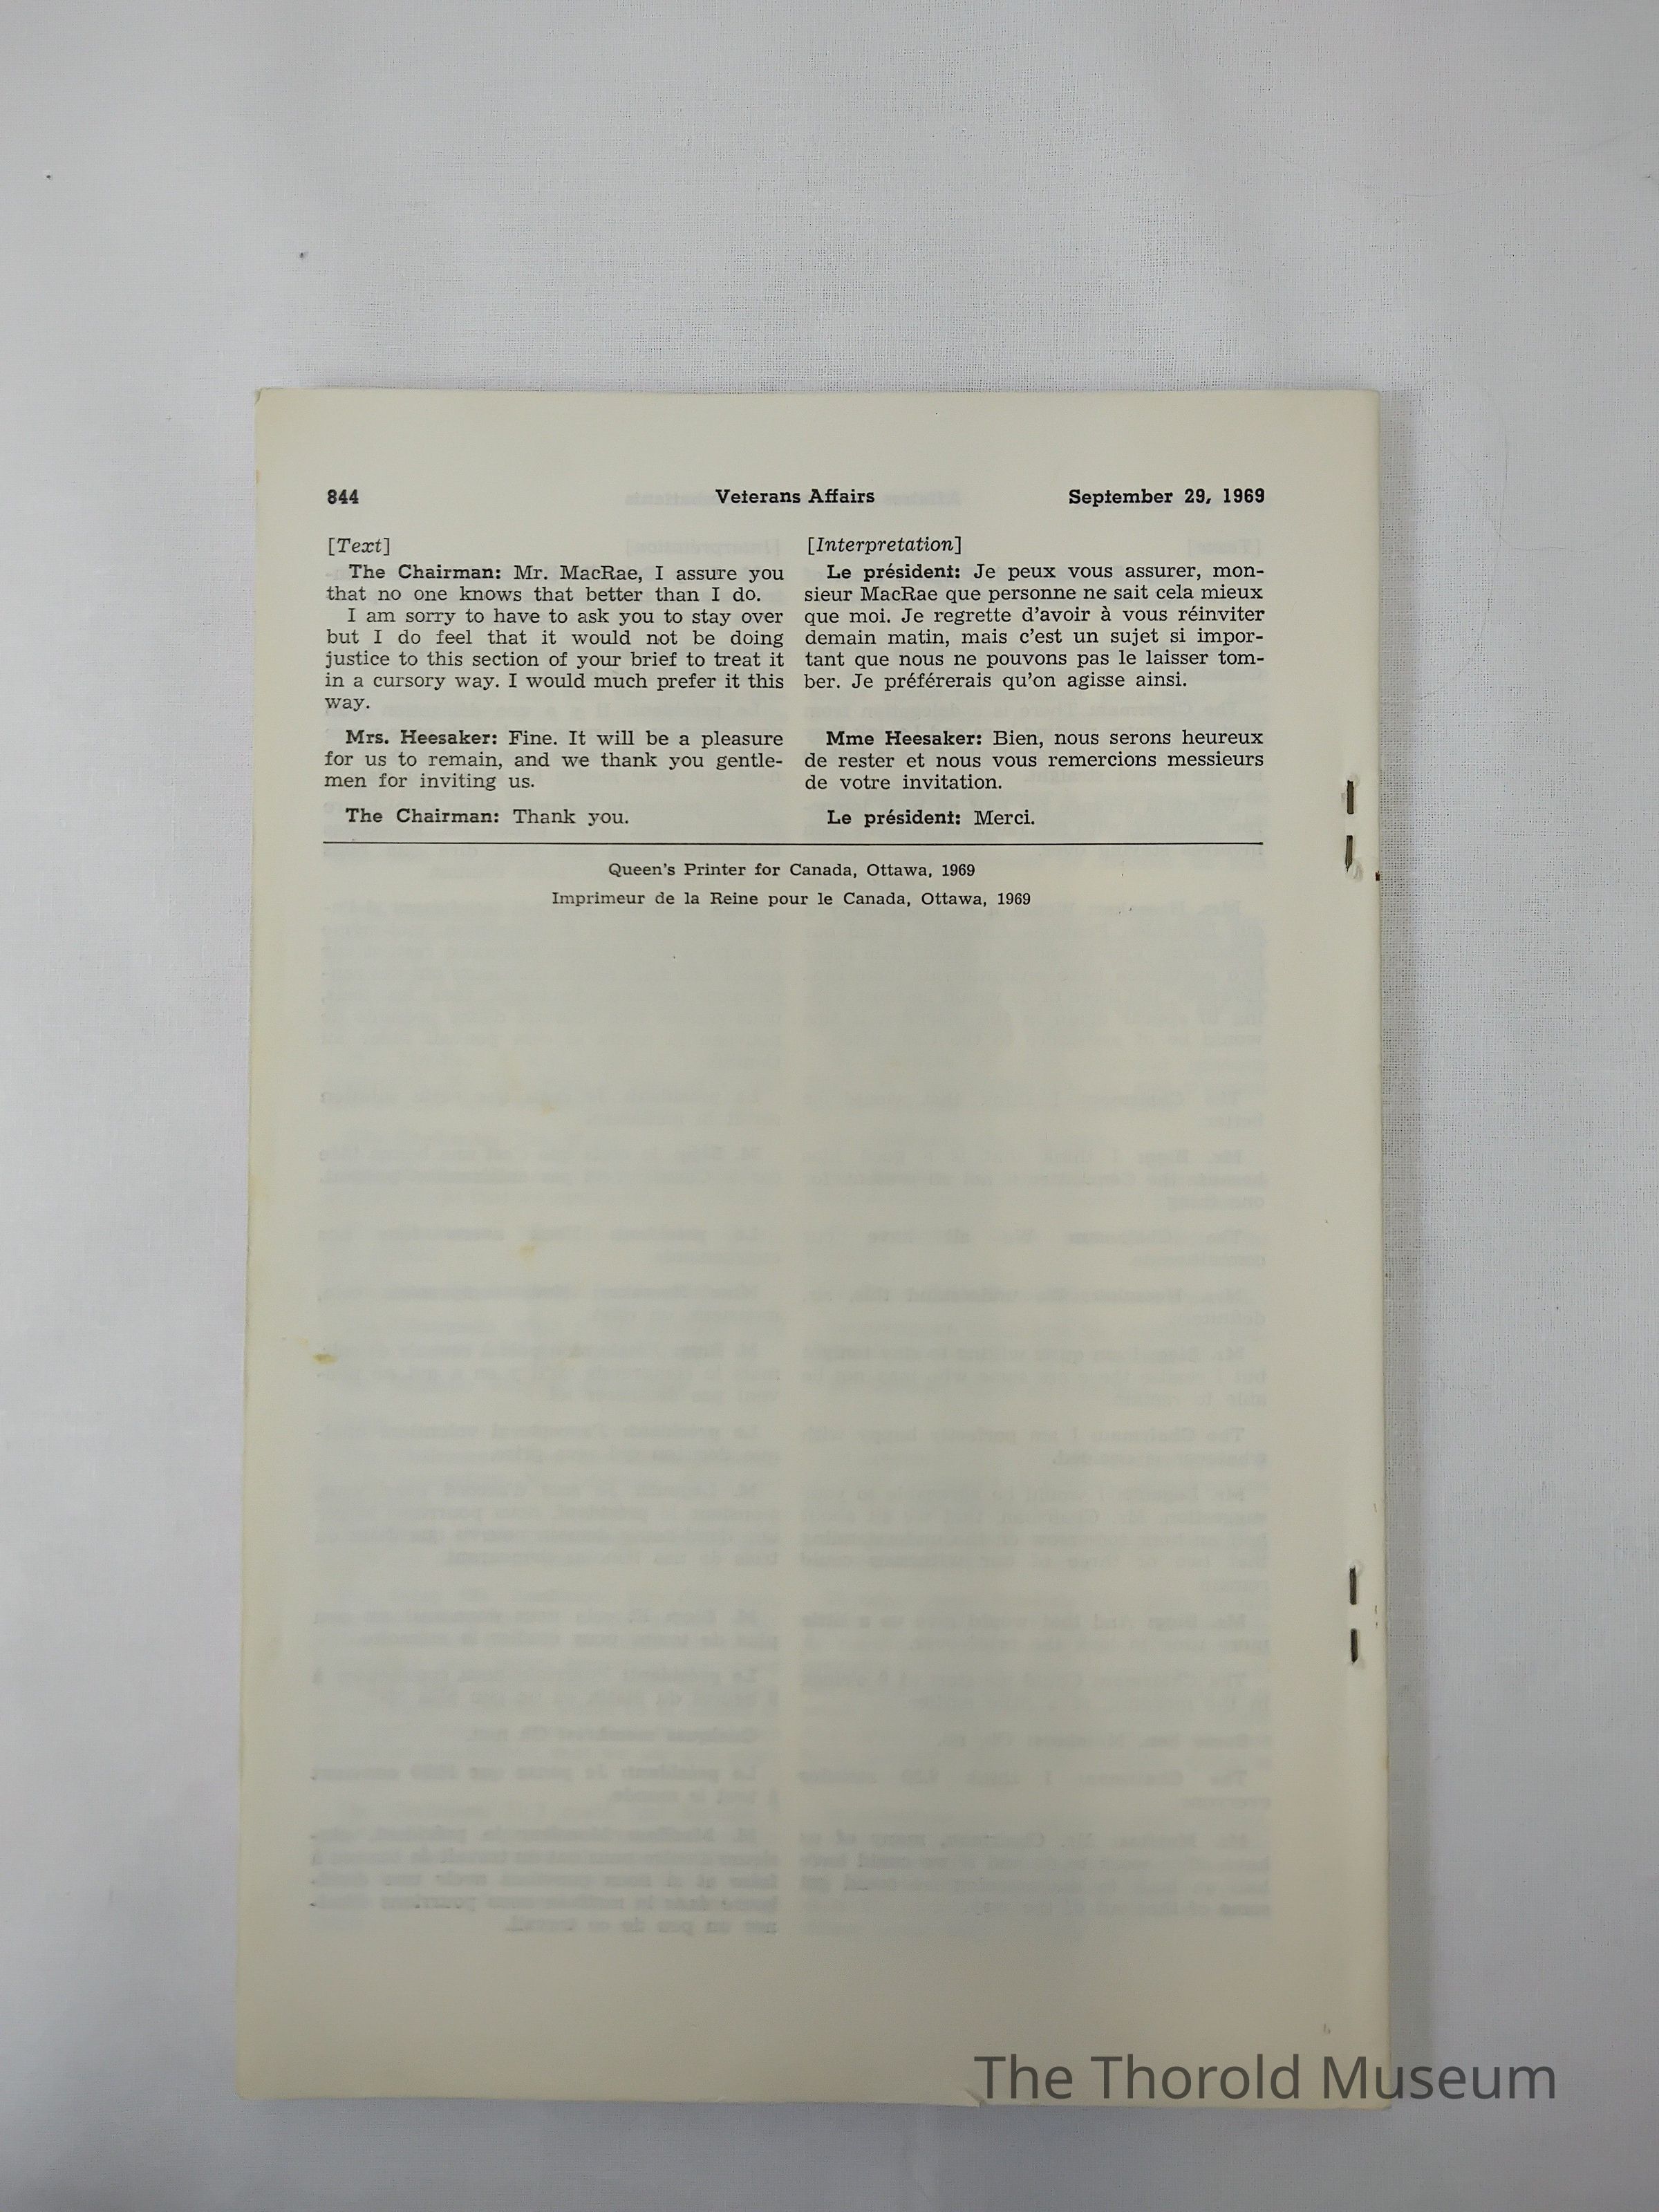 844 Veterans Affairs September 29, 1969
[Text]
The Chairman: Mr. MacRae, I assure you
that no one knows that better than I do.
I am sorry to have to ask you to stay over
but I do feel that it would not be doing
justice to this section of your brief to treat it
in a cursory way. I would much prefer it this
way.
Mrs. Heesaker: Fine. It will be a pleasure
for us to remain, and we thank you gentle-
men for inviting us.
The Chairman: Thank you.
[Interpretation]
Le président: Je peux vous assurer, mon-
sieur MacRae que personne ne sait cela mieux
que moi. Je regrette d'avoir à vous réinviter
demain matin, mais c'est un sujet si impor-
tant que nous ne pouvons pas le laisser tom-
ber. Je préférerais qu'on agisse ainsi.
Mme Heesaker: Bien, nous serons heureux
de rester et nous vous remercions messieurs
de votre invitation.
Le président: Merci.
Queen's Printer for Canada, Ottawa, 1969
Imprimeur de la Reine pour le Canada, Ottawa, 1969
The Thorold Museum